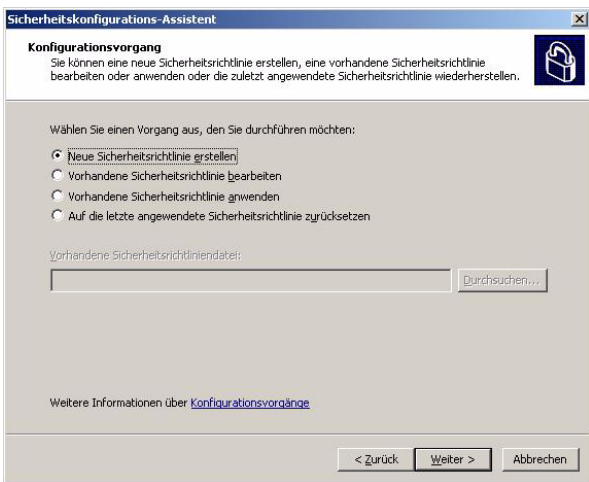 Sicherheitskonfigurations-Assistent
Konfigurationsvorgang
Sie können eine neue Sicherheitsrichtlinie erstellen, eine vorhandene Sicherheitsrichtlinie
bearbeiten oder anwenden oder die zuletzt angewendete Sicherheitsrichtlinie wiederherstellen.
Wählen Sie einen Vorgang aus, den Sie durchführen möchten:
Neue Sicherheitsrichtlinie erstellen
Vorhandene Sicherheitsrichtlinie bearbeiten
Vorhandene Sicherheitsrichtlinie anwenden
Auf die letzte angewendete Sicherheitsrichtlinie zurücksetzen
Vorhandene Sicherheitsrichtliniendatei:
Durchsuchen...
Weitere Informationen über Konfigurationsvorgänge
< Zurück Weiter > Abbrechen